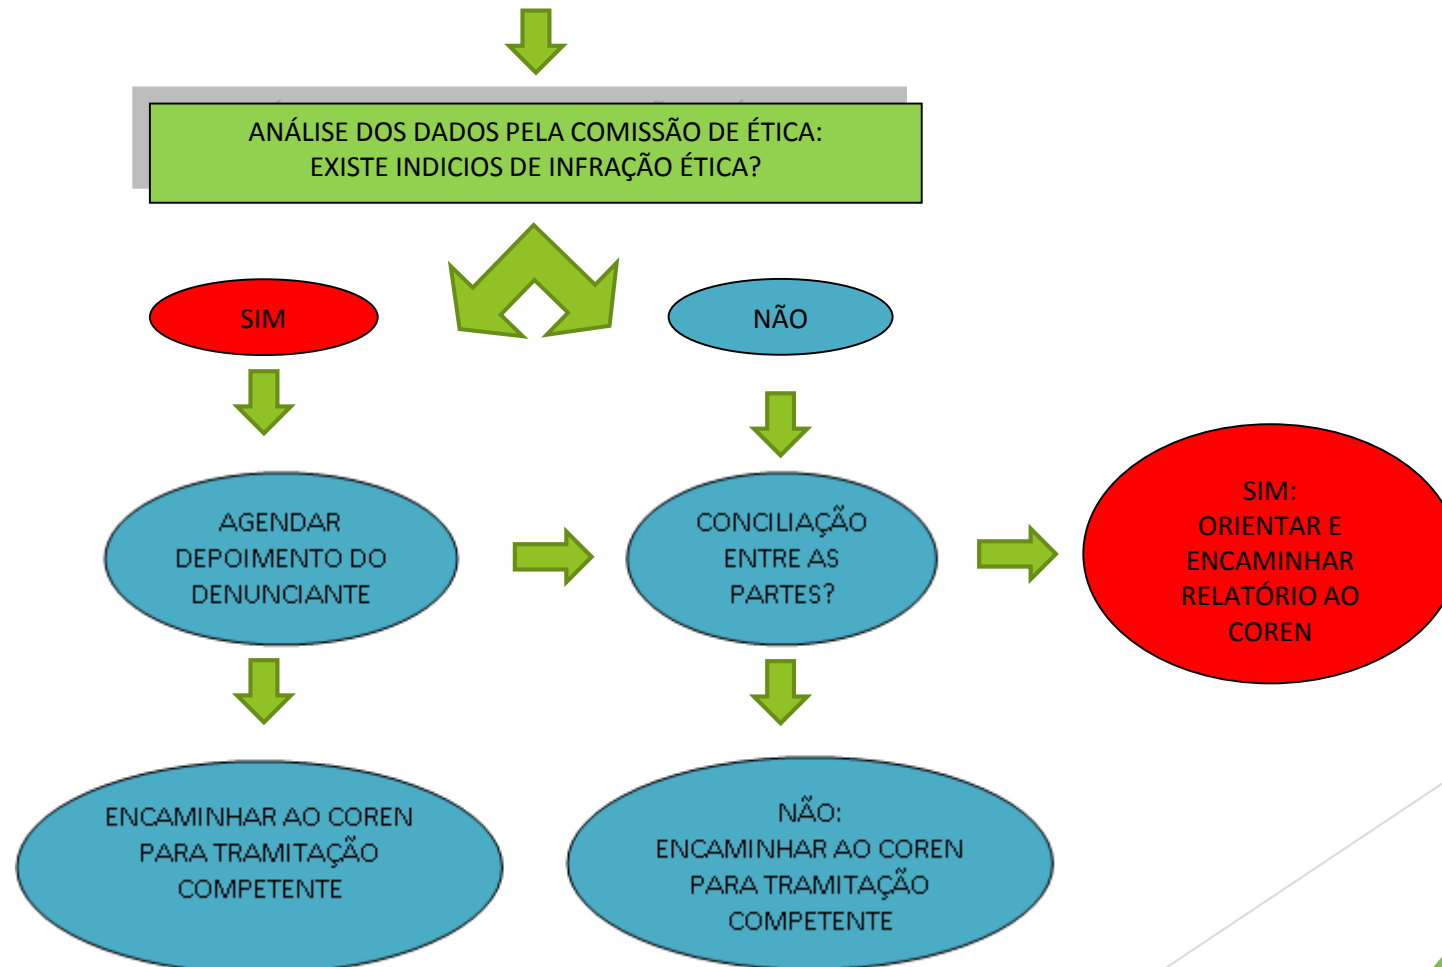 ANÁLISE DOS DADOS PELA COMISSÃO DE ÉTICA:
EXISTE INDICIOS DE INFRAÇÃO ÉTICA?
SIM
NÃO
AGENDAR
DEPOIMENTO DO
DENUNCIANTE
CONCILIAÇÃO
ENTRE AS
PARTES?
SIM:
ORIENTAR E
ENCAMINHAR
RELATÓRIO AO
COREN
ENCAMINHAR AO COREN
PARA TRAMITAÇÃO
COMPETENTE
NÃO:
ENCAMINHAR AO COREN
PARA TRAMITAÇÃO
COMPETENTE